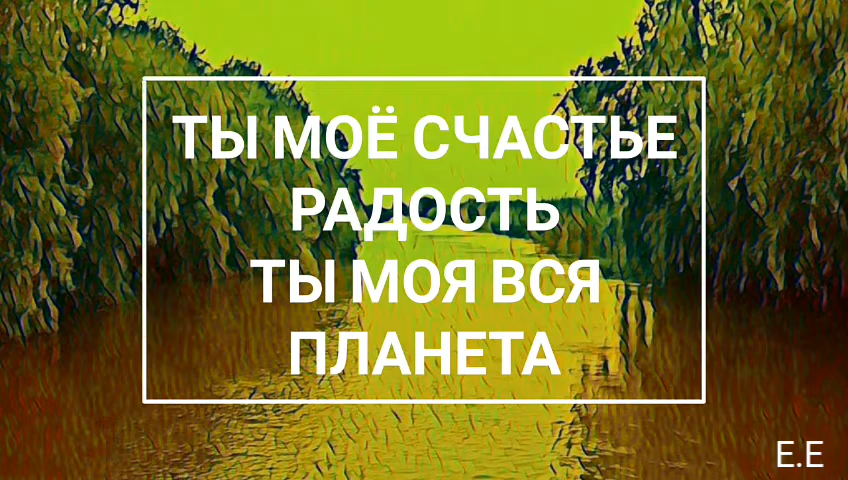 ТЫ МОЁ СЧАСТЬЕ
РАДОСТЬ
ТЫ МОЯ ВСЯ
ПЛАНЕТА
Е.Е